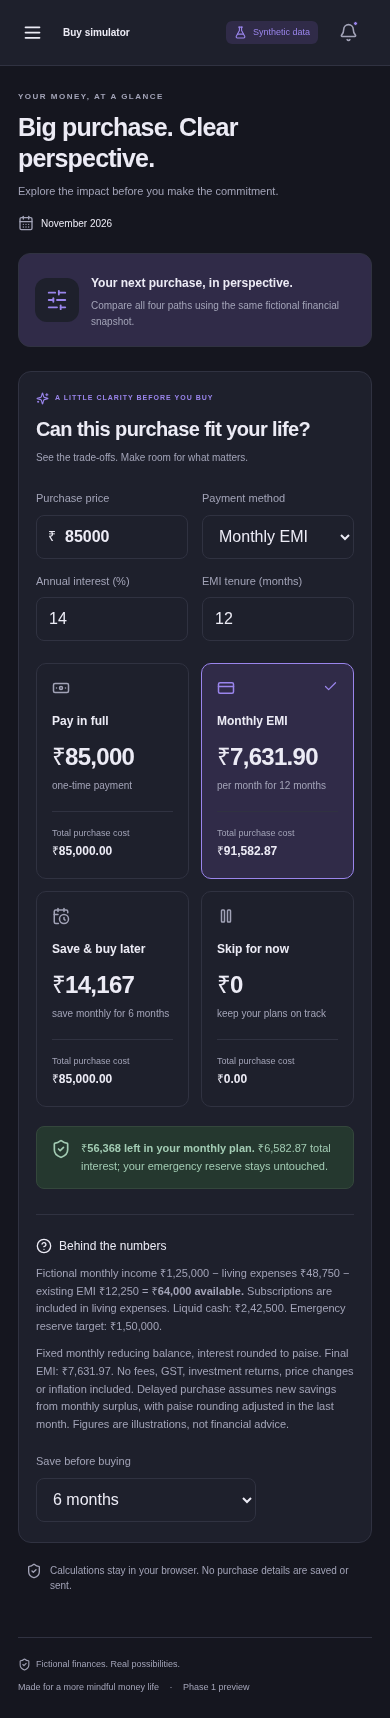 Buy simulator
Synthetic data
YOUR MONEY, AT A GLANCE
Big purchase. Clear
perspective.
Explore the impact before you make the commitment.
November 2026
Your next purchase, in perspective.
Compare all four paths using the same fictional financial
snapshot.
A LITTLE CLARITY BEFORE YOU BUY
Can this purchase fit your life?
See the trade-offs. Make room for what matters.
Purchase price
Payment method
₹ 85000
Monthly EMI
Annual interest (%)
EMI tenure (months)
14
12
Pay in full
₹85,000
one-time payment
Total purchase cost
₹85,000.00
Monthly EMI
₹7,631.90
per month for 12 months
Total purchase cost
₹91,582.87
Save & buy later
₹14,167
save monthly for 6 months
Total purchase cost
₹85,000.00
Skip for now
₹0
keep your plans on track
Total purchase cost
₹0.00
₹56,368 left in your monthly plan. ₹6,582.87 total
interest; your emergency reserve stays untouched.
Behind the numbers
Fictional monthly income ₹1,25,000 − living expenses ₹48,750 −
existing EMI ₹12,250 = ₹64,000 available. Subscriptions are
included in living expenses. Liquid cash: ₹2,42,500. Emergency
reserve target: ₹1,50,000.
Fixed monthly reducing balance, interest rounded to paise. Final
EMI: ₹7,631.97. No fees, GST, investment returns, price changes
or inflation included. Delayed purchase assumes new savings
from monthly surplus, with paise rounding adjusted in the last
month. Figures are illustrations, not financial advice.
Save before buying
6 months
Calculations stay in your browser. No purchase details are saved or
sent.
Fictional finances. Real possibilities.
Made for a more mindful money life · Phase 1 preview